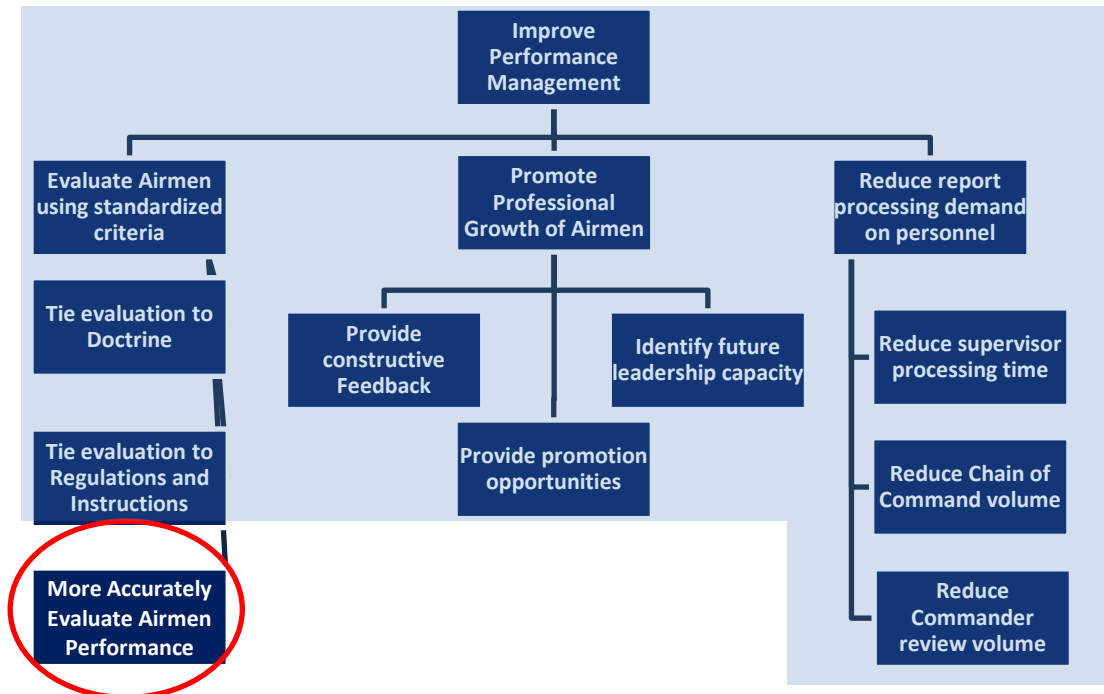 Improve
Performance
Management
Evaluate Airmen
using standardized
criteria
Promote
Professional
Growth of Airmen
Reduce report
processing demand
on personnel
Tie evaluation to
Doctrine
Provide
constructive
Feedback
Identify future
leadership capacity
Reduce supervisor
processing time
Tie evaluation to
Regulations and
Instructions
Provide promotion
opportunities
Reduce Chain of
Command volume
More Accurately
Evaluate Airmen
Performance
Reduce
Commander
review volume